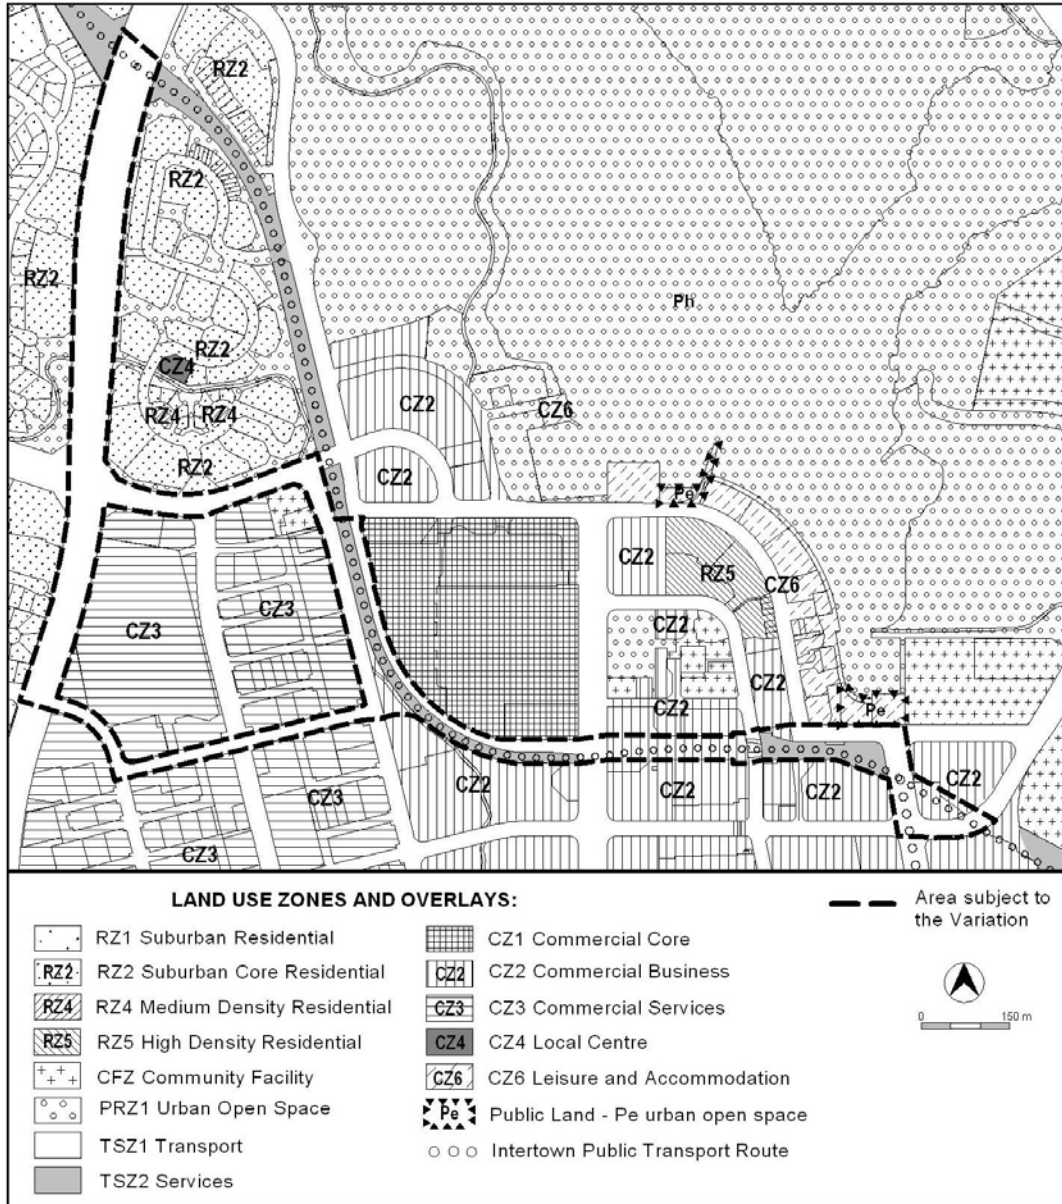 RZ2
RZ2
RZ2
Ph
RZ2
CZ4
RZ4
RZ4
CZ2
CZ6
RZ2
CZ2
Pe
CZ2
RZ5
CZ6
CZ3
CZ3
CZ2
CZ2
Pe
CZ2
CZ2
CZ3
CZ2
CZ2
CZ2
CZ3
LAND USE ZONES AND OVERLAYS:
RZ1 Suburban Residential
RZ2 RZ2 Suburban Core Residential
RZ4 RZ4 Medium Density Residential
RZ5 RZ5 High Density Residential
CFZ Community Facility
PRZ1 Urban Open Space
TSZ1 Transport
TSZ2 Services
CZ1 Commercial Core
CZ2 CZ2 Commercial Business
CZ3 CZ3 Commercial Services
CZ4 CZ4 Local Centre
CZ6 CZ6 Leisure and Accommodation
Pe Public Land - Pe urban open space
Intertown Public Transport Route
Area subject to
the Variation
0 150 m